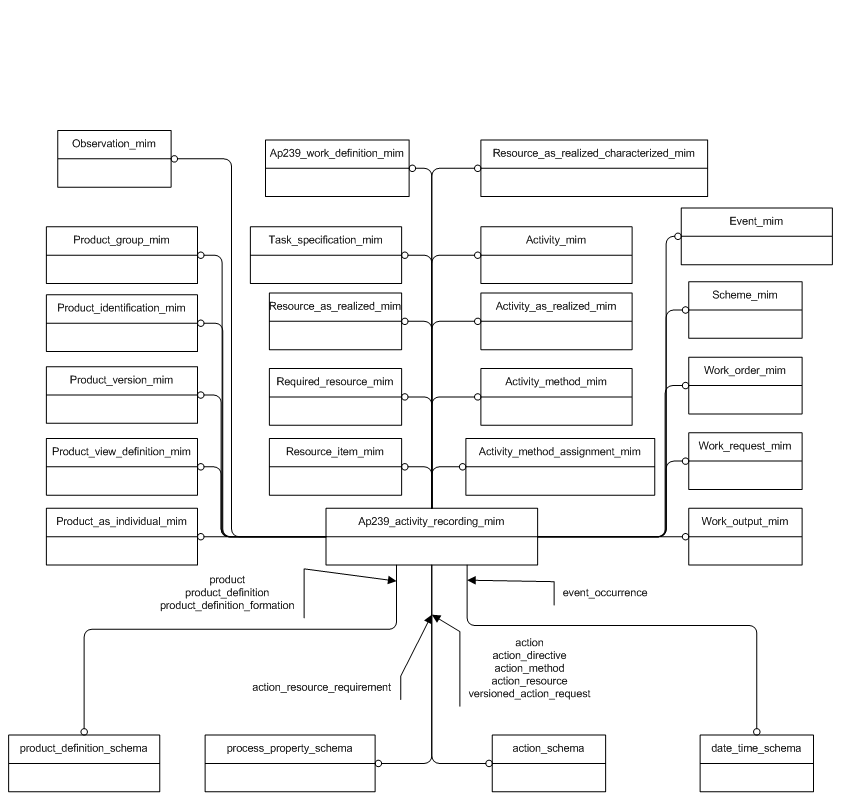 Observation_mim
Ap239_work_definition_mim
Resource_as_realized_characterized_mim
Event_mim
Product_group_mim
Task_specification_mim
Activity_mim
Product_identification_mim
Resource_as_realized_mim
Activity_as_realized_mim
Scheme_mim
Product_version_mim
Required_resource_mim
Activity_method_mim
Work_order_mim
Product_view_definition_mim
Resource_item_mim
Activity_method_assignment_mim
Work_request_mim
Product_as_individual_mim
Ap239_activity_recording_mim
Work_output_mim
product
product_definition
product_definition_formation
event_occurrence
action_resource_requirement
action
action_directive
action_method
action_resource
versioned_action_request
product_definition_schema
process_property_schema
action_schema
date_time_schema